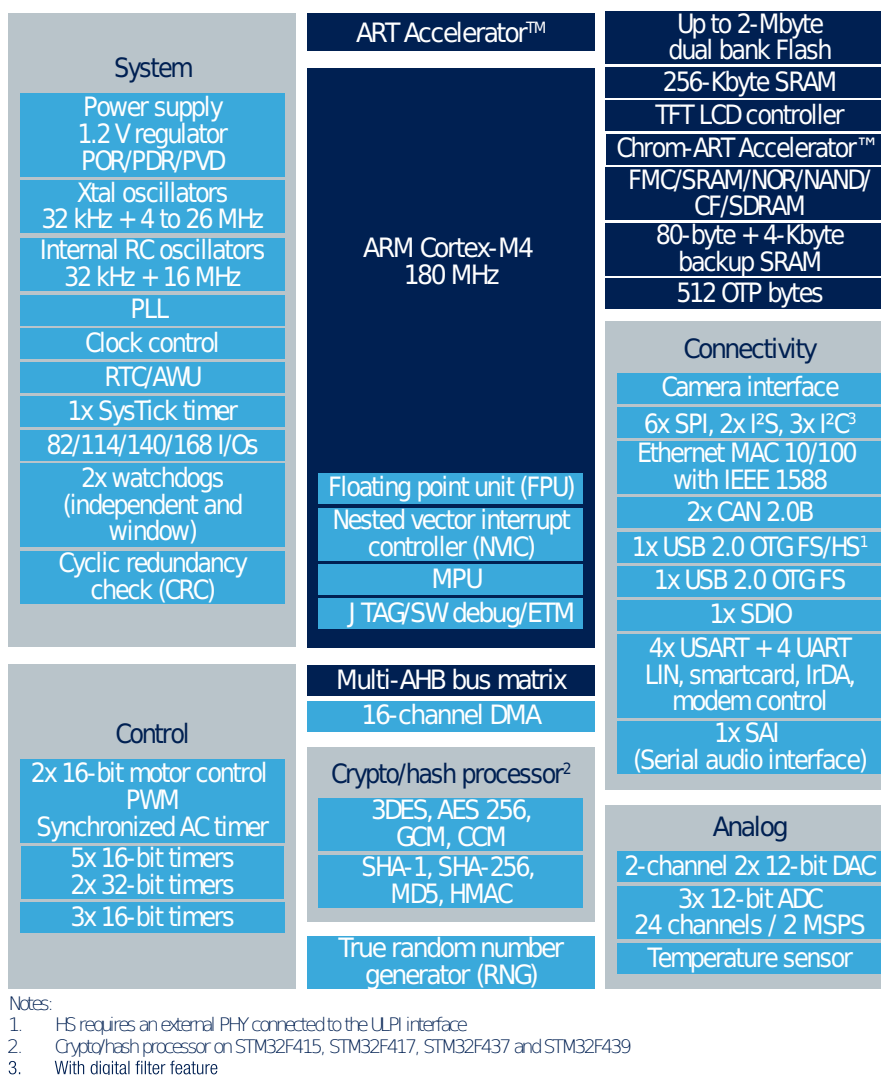 System
Power supply
1.2 V regulator
POR/PDR/PVD
Xtal oscillators
32 kHz + 4 to 26 MHz
Internal RC oscillators
32 kHz + 16 MHz
PLL
Clock control
RTC/AWU
1x SysTick timer
82/114/140/168 I/Os
2x watchdogs
(independent and
window)
Cyclic redundancy
check (CRC)
Control
2x 16-bit motor control
PWM
Synchronized AC timer
5x 16-bit timers
2x 32-bit timers
3x 16-bit timers
ART Accelerator™
ARM Cortex-M4
180 MHz
Floating point unit (FPU)
Nested vector interrupt
controller (NVIC)
MPU
JTAG/SW debug/ETM
Multi-AHB bus matrix
16-channel DMA
Crypto/hash processor²
3DES, AES 256,
GCM, CCM
SHA-1, SHA-256,
MD5, HMAC
True random number
generator (RNG)
Up to 2-Mbyte
dual bank Flash
256-Kbyte SRAM
TFT LCD controller
Chrom-ART Accelerator™
FMC/SRAM/NOR/NAND/
CF/SDRAM
80-byte + 4-Kbyte
backup SRAM
512 OTP bytes
Connectivity
Camera interface
6x SPI, 2x I²S, 3x I²C³
Ethernet MAC 10/100
with IEEE 1588
2x CAN 2.0B
1x USB 2.0 OTG FS/HS¹
1x USB 2.0 OTG FS
1x SDIO
4x USART + 4 UART
LIN, smartcard, IrDA,
modem control
1x SAI
(Serial audio interface)
Analog
2-channel 2x 12-bit DAC
3x 12-bit ADC
24 channels / 2 MSPS
Temperature sensor
Notes:
1. HS requires an external PHY connected to the ULPI interface
2. Crypto/hash processor on STM32F415, STM32F417, STM32F437 and STM32F439
3. With digital filter feature